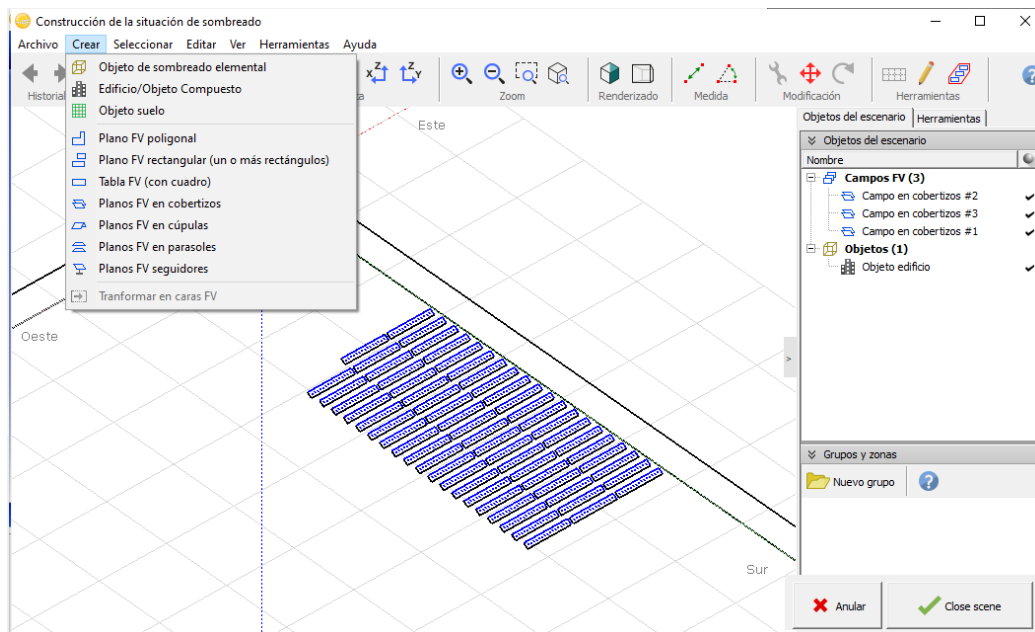 Construcción de la situación de sombreado
Archivo Crear Seleccionar Editar Ver Herramientas Ayuda
Historial
Zoom
Renderizado
Medida
Modificación
Herramientas
Objeto de sombreado elemental
Edificio/Objeto Compuesto
Objeto suelo
Plano FV poligonal
Plano FV rectangular (un o más rectángulos)
Tabla FV (con cuadro)
Planos FV en cobertizos
Planos FV en cúpulas
Planos FV en parasoles
Planos FV seguidores
Tranformar en caras FV
Este
Oeste
Sur
Objetos del escenario Herramientas
Objetos del escenario
Nombre
Campos FV (3)
Campo en cobertizos #2
Campo en cobertizos #3
Campo en cobertizos #1
Objetos (1)
Objeto edificio
Grupos y zonas
Nuevo grupo
Anular
Close scene